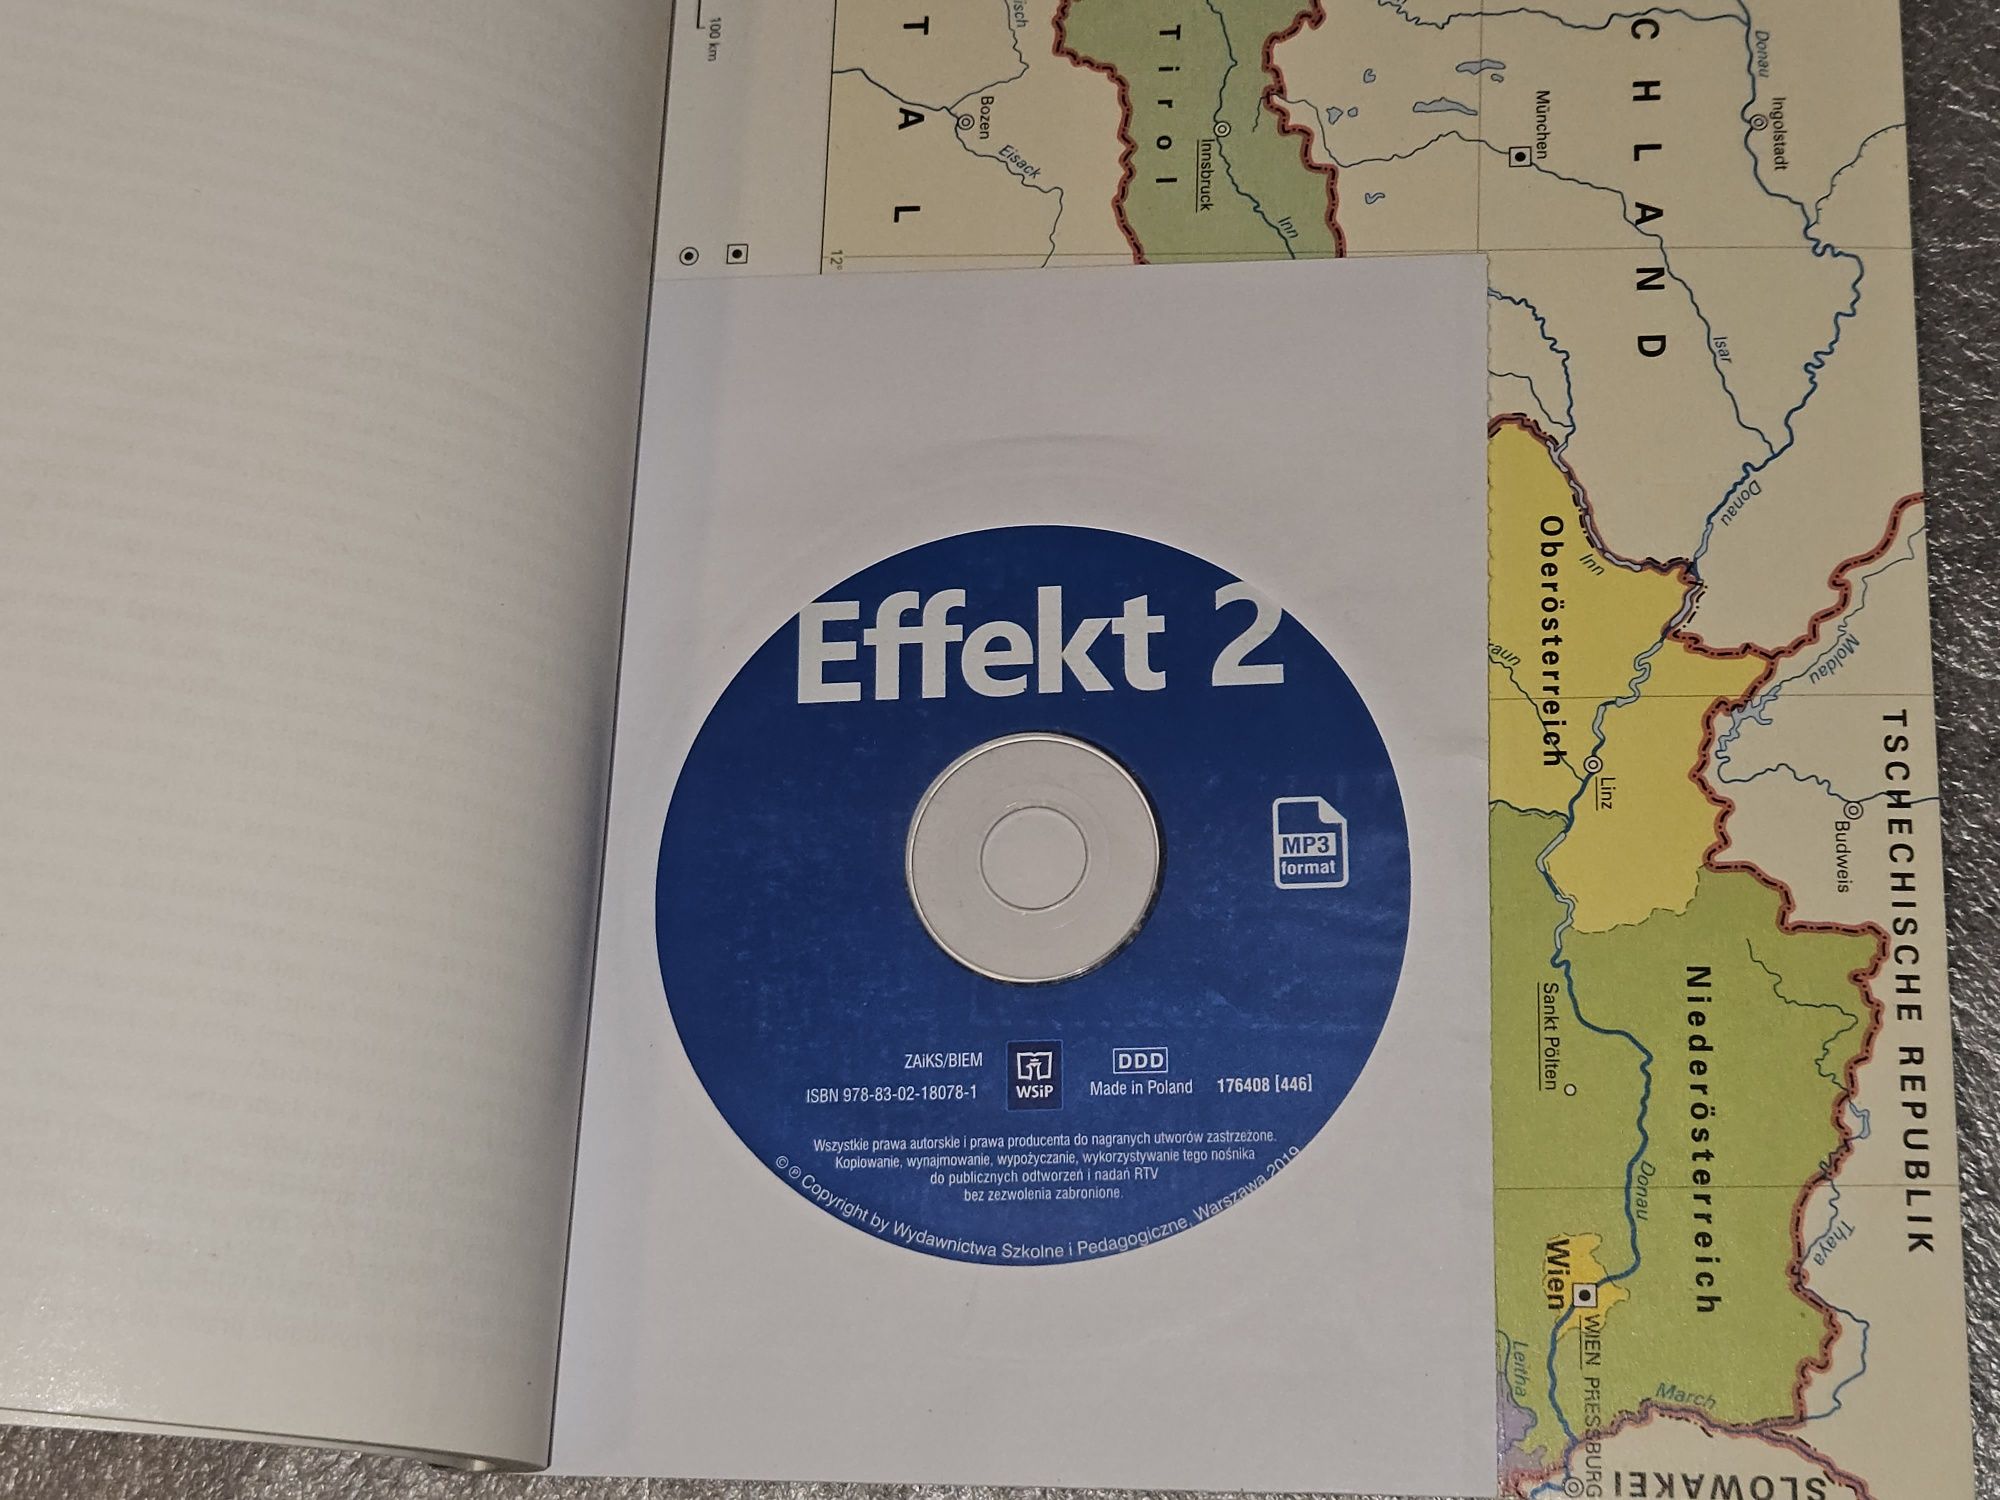 Effekt 2
MP3
format
ZAiKS/BIEM
ISBN 978-83-02-18078-1
WSiP
DDD
Made in Poland
176408 [446]
Wszystkie prawa autorskie i prawa producenta do nagranych utworów zastrzeżone.
Kopiowanie, wynajmowanie, wypożyczanie, wykorzystywanie tego nośnika
do publicznych odtworzeń i nadań RTV
bez zezwolenia zabronione.
© ℗ Copyright by Wydawnictwa Szkolne i Pedagogiczne, Warszawa 2019
100 km
12°
T A L
Bozen
Eisack
Tirol
Innsbruck
Inn
CHLAND
München
Ingolstadt
Donau
Isar
Donau
Inn
Oberösterreich
Linz
Moldau
Budweis
TSCHECHISCHE REPUBLIK
Niederösterreich
Sankt Pölten
Donau
Thaya
Wien
WIEN
PRESSBURG
Leitha
March
SLOWAKEI